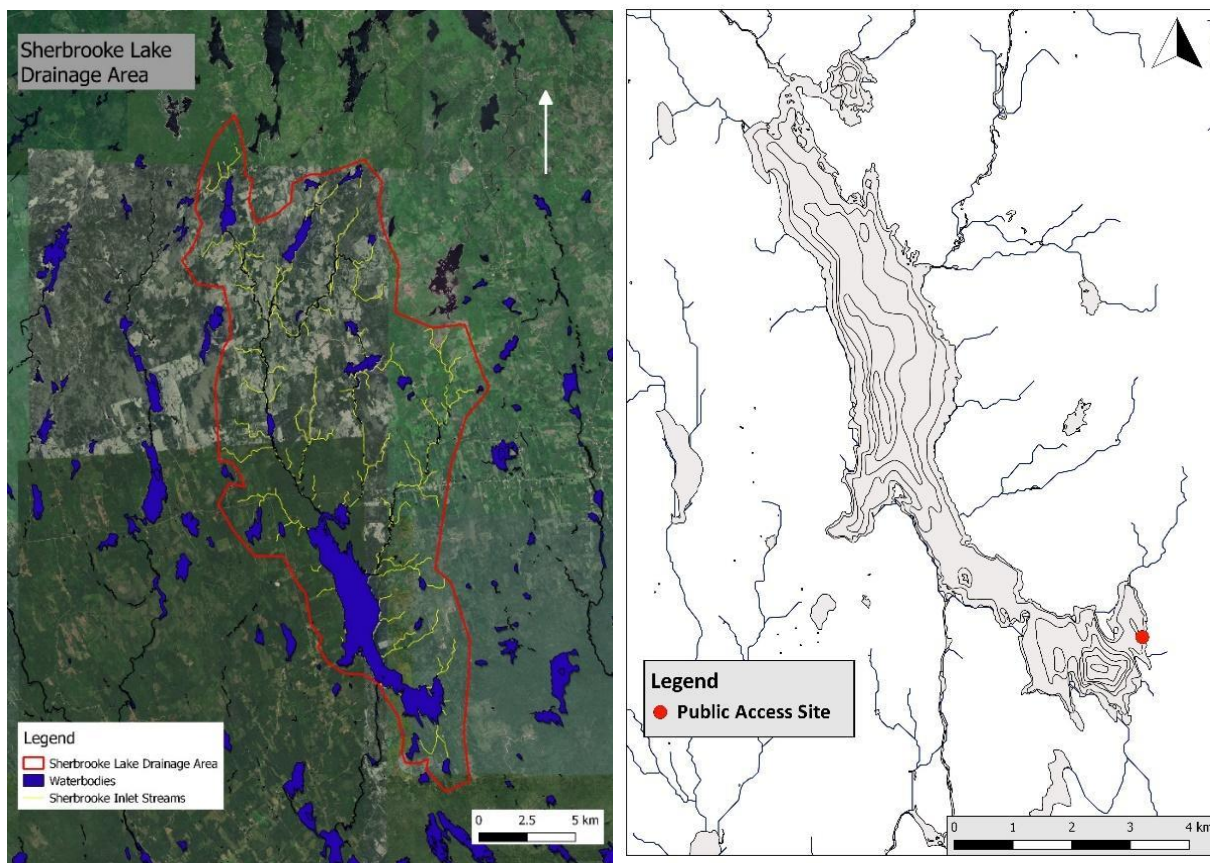 Sherbrooke Lake
Drainage Area
Legend
Sherbrooke Lake Drainage Area
Waterbodies
Sherbrooke Inlet Streams
0 2.5 5 km
Legend
Public Access Site
0 1 2 3 4 km